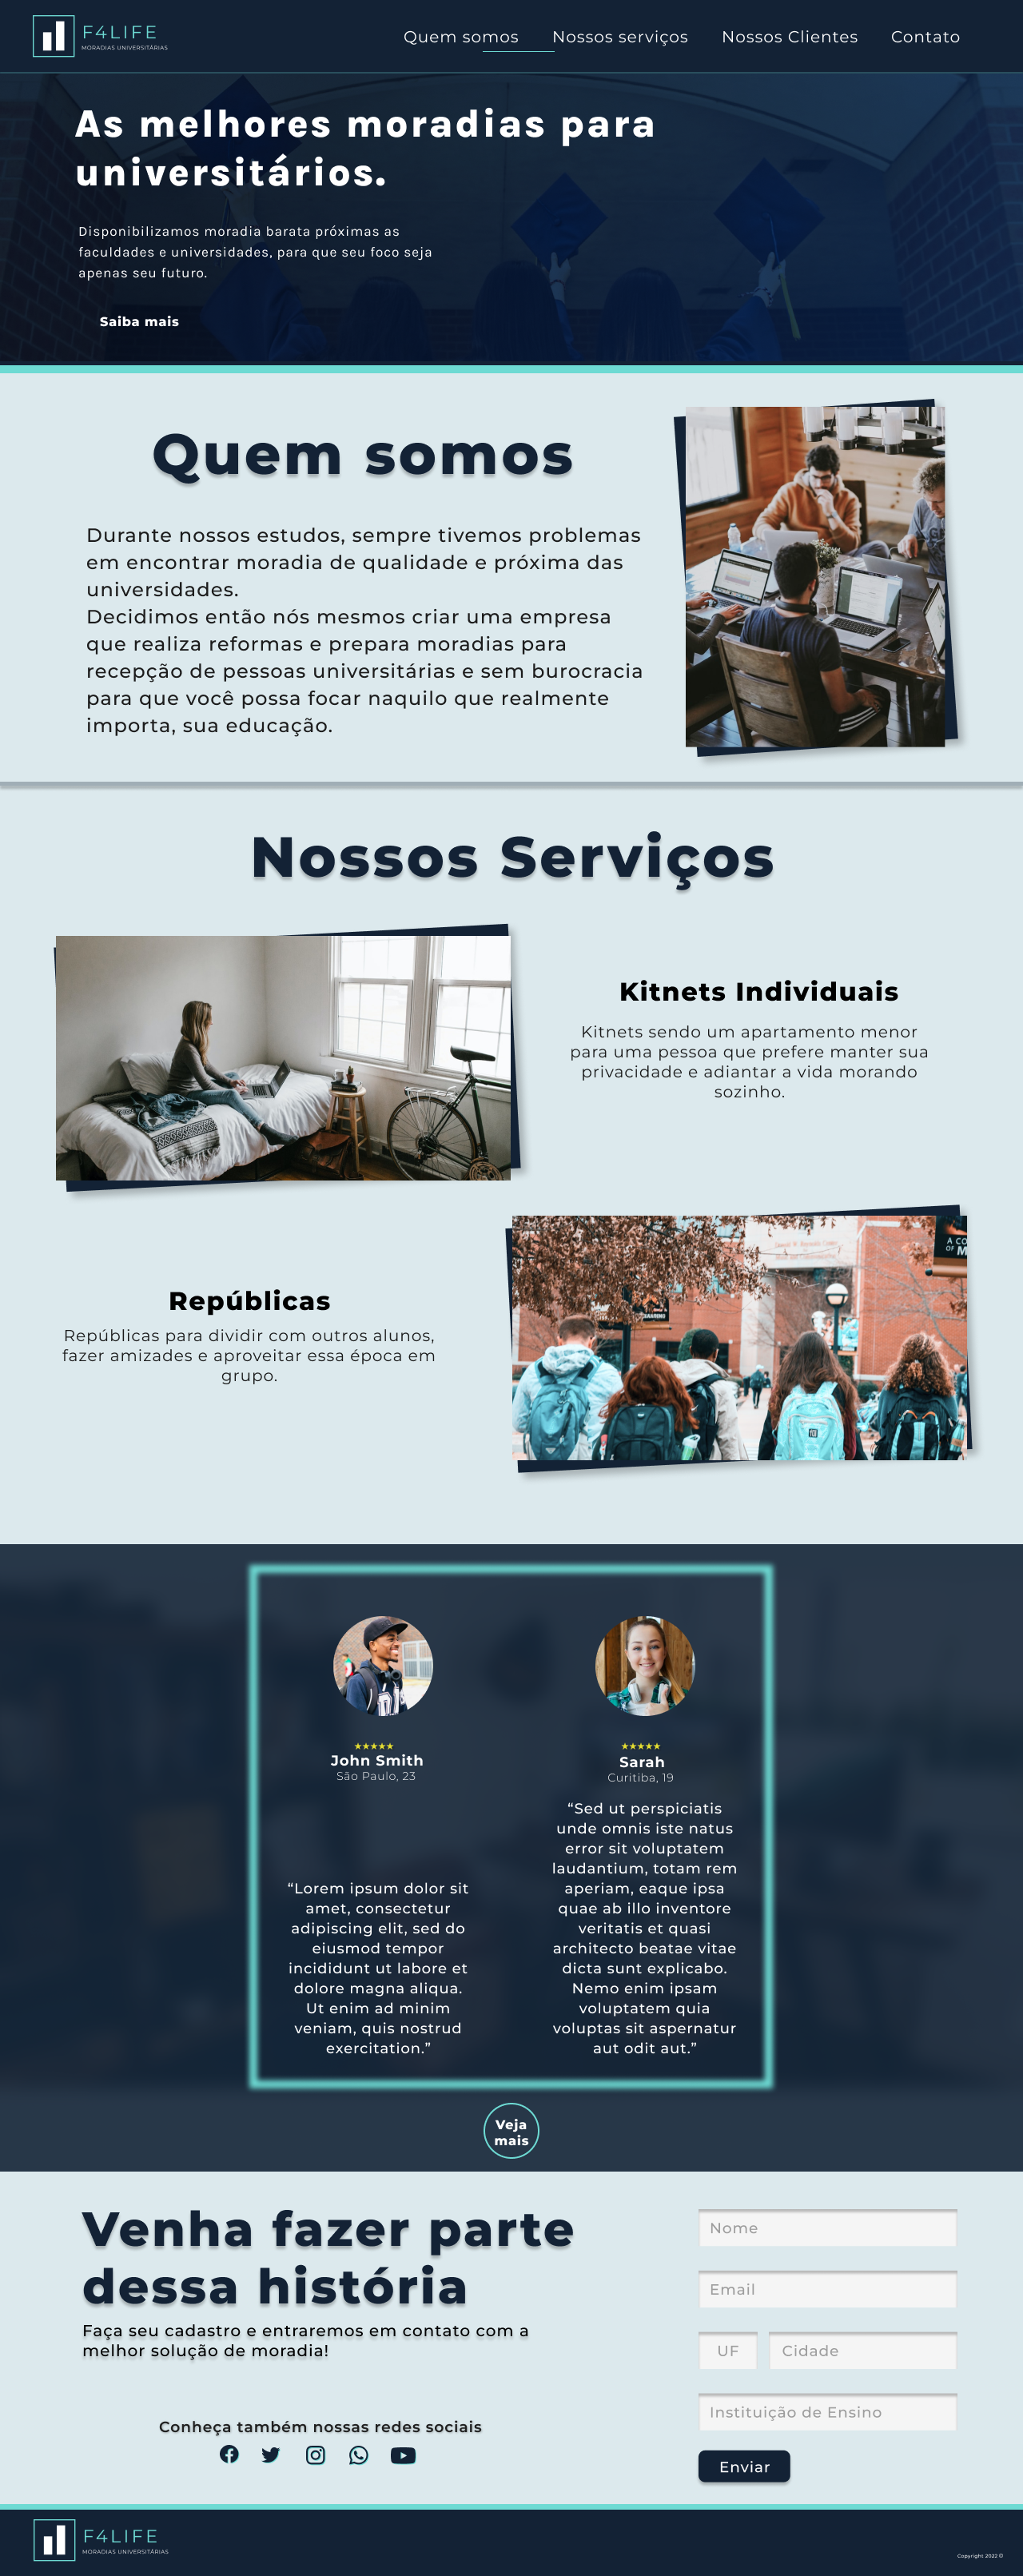 F4LIFE
MORADIAS UNIVERSITÁRIAS
Quem somos Nossos serviços Nossos Clientes Contato
As melhores moradias para
universitários.
Disponibilizamos moradia barata próximas as
faculdades e universidades, para que seu foco seja
apenas seu futuro.
Saiba mais
Quem somos
Durante nossos estudos, sempre tivemos problemas
em encontrar moradia de qualidade e próxima das
universidades.
Decidimos então nós mesmos criar uma empresa
que realiza reformas e prepara moradias para
recepção de pessoas universitárias e sem burocracia
para que você possa focar naquilo que realmente
importa, sua educação.
Nossos Serviços
Kitnets Individuais
Kitnets sendo um apartamento menor
para uma pessoa que prefere manter sua
privacidade e adiantar a vida morando
sozinho.
A CO
OF M
Repúblicas
Repúblicas para dividir com outros alunos,
fazer amizades e aproveitar essa época em
grupo.
John Smith
São Paulo, 23
“Lorem ipsum dolor sit
amet, consectetur
adipiscing elit, sed do
eiusmod tempor
incididunt ut labore et
dolore magna aliqua.
Ut enim ad minim
veniam, quis nostrud
exercitation.”
Sarah
Curitiba, 19
“Sed ut perspiciatis
unde omnis iste natus
error sit voluptatem
laudantium, totam rem
aperiam, eaque ipsa
quae ab illo inventore
veritatis et quasi
architecto beatae vitae
dicta sunt explicabo.
Nemo enim ipsam
voluptatem quia
voluptas sit aspernatur
aut odit aut.”
Veja
mais
Venha fazer parte
dessa história
Faça seu cadastro e entraremos em contato com a
melhor solução de moradia!
Conheça também nossas redes sociais
Nome
Email
UF Cidade
Instituição de Ensino
Enviar
F4LIFE
MORADIAS UNIVERSITÁRIAS
Copyright 2022 ©